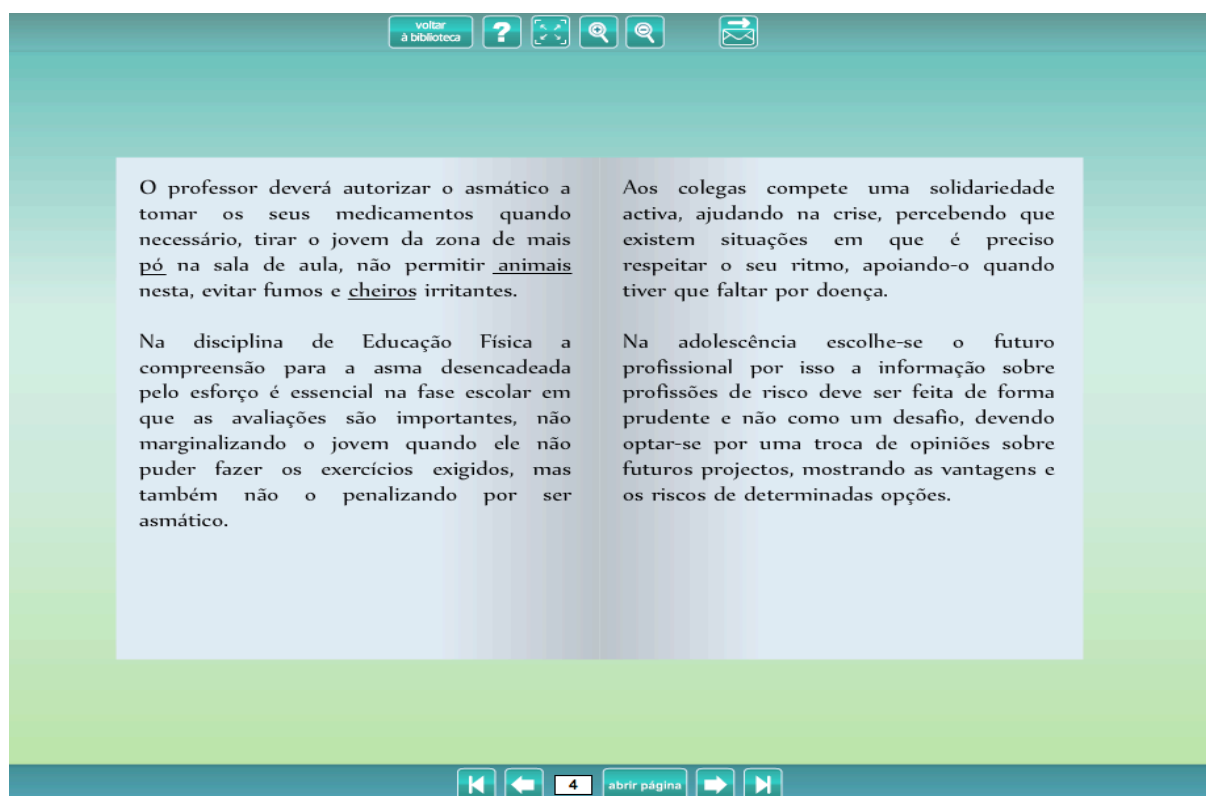 voltar
à biblioteca
?
O professor deverá autorizar o asmático a
tomar os seus medicamentos quando
necessário, tirar o jovem da zona de mais
pó na sala de aula, não permitir animais
nesta, evitar fumos e cheiros irritantes.
Na disciplina de Educação Física a
compreensão para a asma desencadeada
pelo esforço é essencial na fase escolar em
que as avaliações são importantes, não
marginalizando o jovem quando ele não
puder fazer os exercícios exigidos, mas
também não o penalizando por ser
asmático.
Aos colegas compete uma solidariedade
activa, ajudando na crise, percebendo que
existem situações em que é preciso
respeitar o seu ritmo, apoiando-o quando
tiver que faltar por doença.
Na adolescência escolhe-se o futuro
profissional por isso a informação sobre
profissões de risco deve ser feita de forma
prudente e não como um desafio, devendo
optar-se por uma troca de opiniões sobre
futuros projectos, mostrando as vantagens e
os riscos de determinadas opções.
4
abrir página